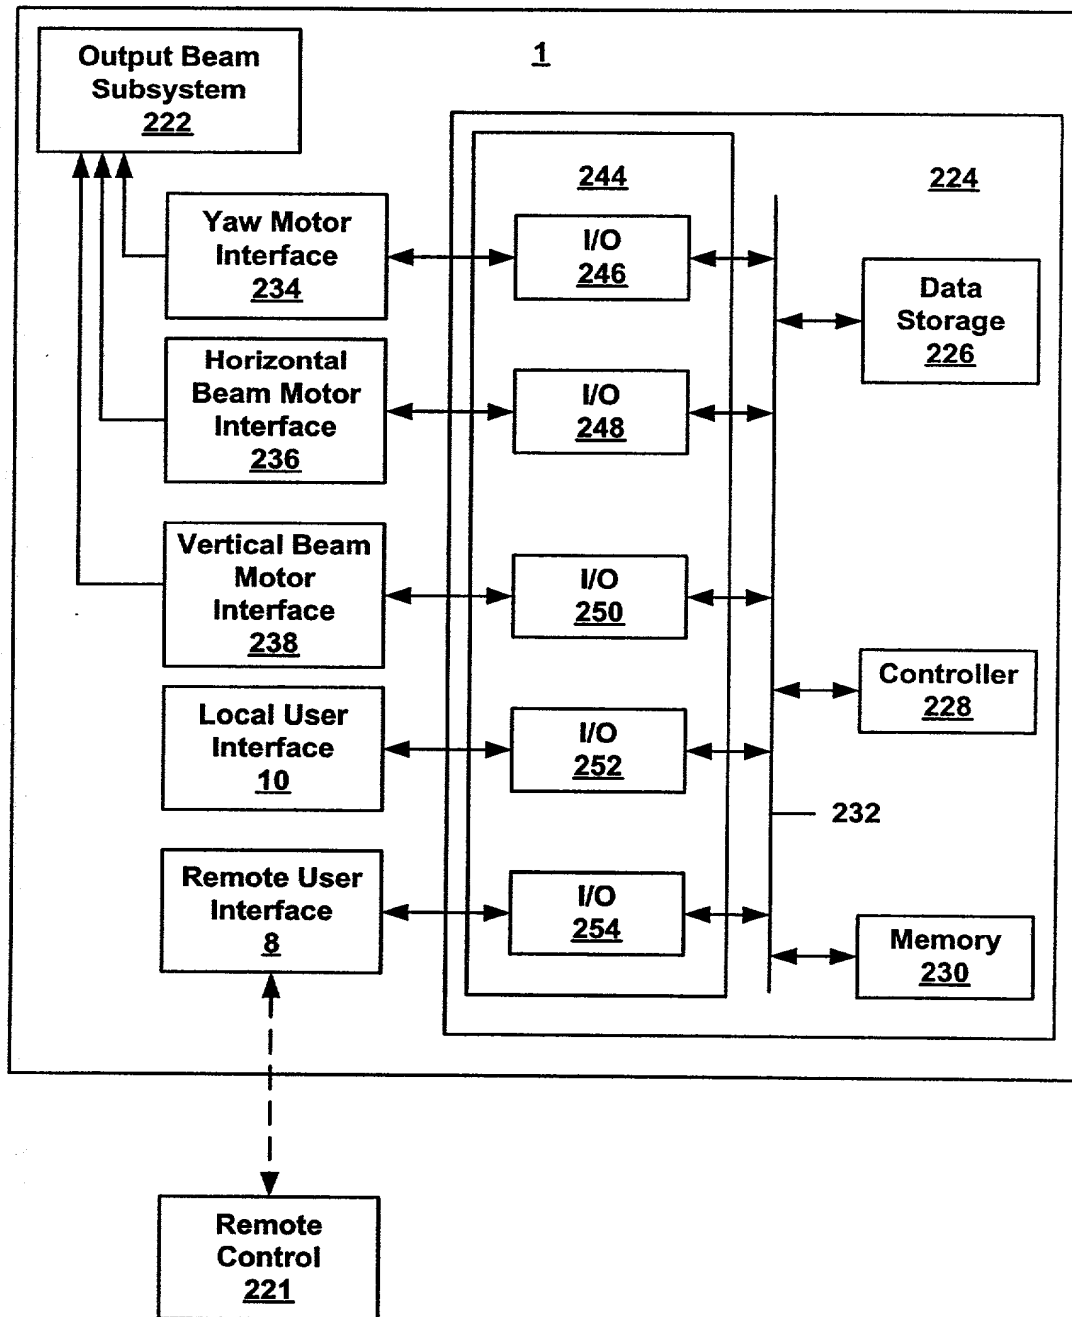 Output Beam
Subsystem
222
1
244
224
Yaw Motor
Interface
234
I/O
246
Data
Storage
226
Horizontal
Beam Motor
Interface
236
I/O
248
Vertical Beam
Motor
Interface
238
I/O
250
Controller
228
Local User
Interface
10
I/O
252
232
Remote User
Interface
8
I/O
254
Memory
230
Remote
Control
221